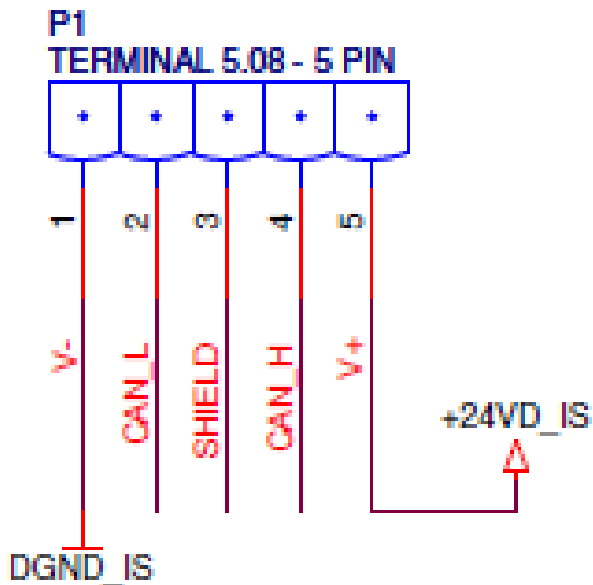 P1
TERMINAL 5.08 - 5 PIN
1
2
3
4
5
V-
CAN_L
SHIELD
CAN_H
V+
+24VD_IS
DGND_IS